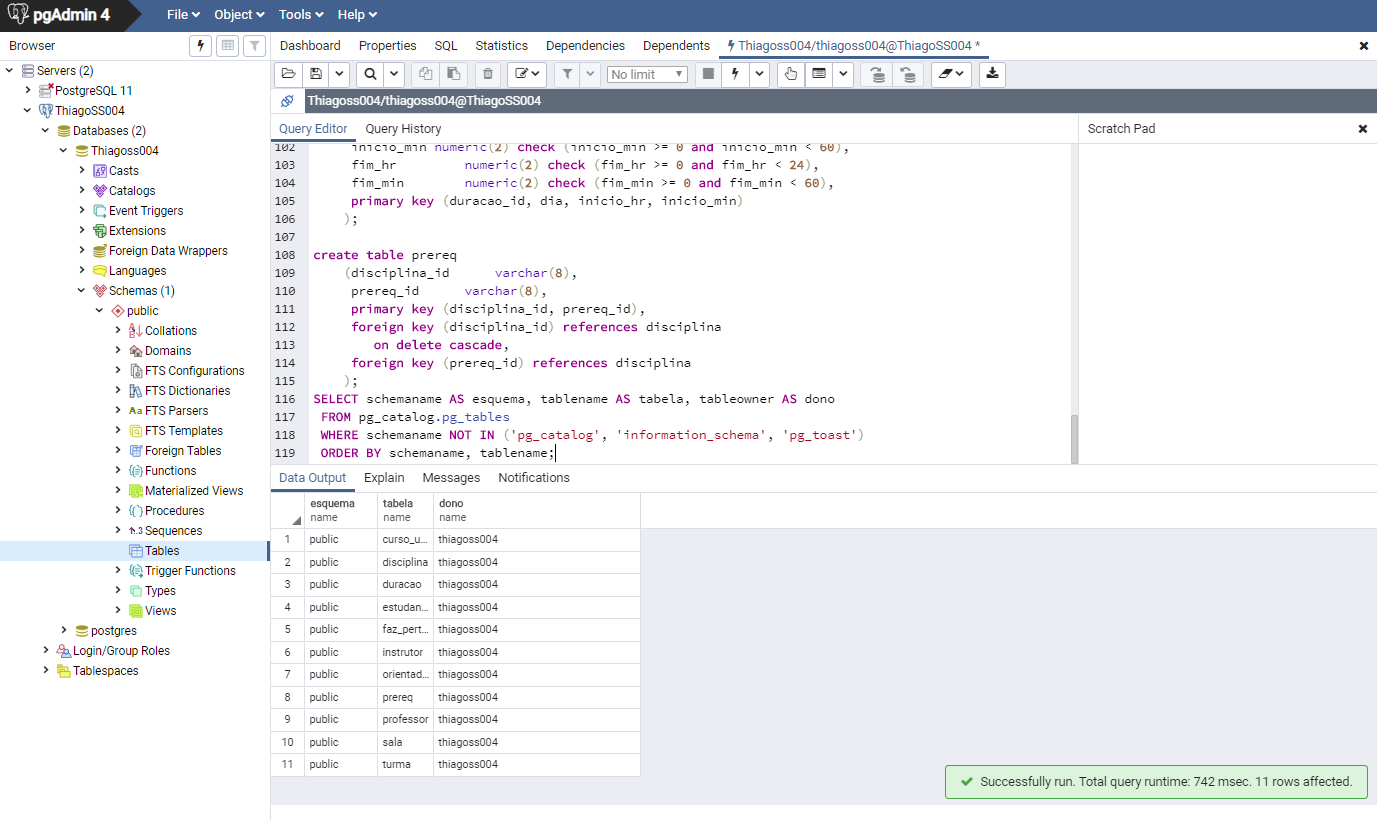 pgAdmin 4
File Object Tools Help
Browser
Dashboard Properties SQL Statistics Dependencies Dependents Thiagoss004/thiagoss004@ThiagoSS004 *
No limit
Thiagoss004/thiagoss004@ThiagoSS004
Query Editor Query History
Scratch Pad
Servers (2)
PostgreSQL 11
ThiagoSS004
Databases (2)
Thiagoss004
Casts
Catalogs
Event Triggers
Extensions
Foreign Data Wrappers
Languages
Schemas (1)
public
Collations
Domains
FTS Configurations
FTS Dictionaries
FTS Parsers
FTS Templates
Foreign Tables
Functions
Materialized Views
Procedures
Sequences
Tables
Trigger Functions
Types
Views
postgres
Login/Group Roles
Tablespaces
102 inicio_min numeric(2) check (inicio_min >= 0 and inicio_min < 60),
103 fim_hr numeric(2) check (fim_hr >= 0 and fim_hr < 24),
104 fim_min numeric(2) check (fim_min >= 0 and fim_min < 60),
105 primary key (duracao_id, dia, inicio_hr, inicio_min)
106 );
107
108 create table prereq
109 (disciplina_id varchar(8),
110 prereq_id varchar(8),
111 primary key (disciplina_id, prereq_id),
112 foreign key (disciplina_id) references disciplina
113 on delete cascade,
114 foreign key (prereq_id) references disciplina
115 );
116 SELECT schemaname AS esquema, tablename AS tabela, tableowner AS dono
117 FROM pg_catalog.pg_tables
118 WHERE schemaname NOT IN ('pg_catalog', 'information_schema', 'pg_toast')
119 ORDER BY schemaname, tablename;
Data Output Explain Messages Notifications
esquema tabela dono
name name name
1 public curso_u... thiagoss004
2 public disciplina thiagoss004
3 public duracao thiagoss004
4 public estudan... thiagoss004
5 public faz_pert... thiagoss004
6 public instrutor thiagoss004
7 public orientad... thiagoss004
8 public prereq thiagoss004
9 public professor thiagoss004
10 public sala thiagoss004
11 public turma thiagoss004
Successfully run. Total query runtime: 742 msec. 11 rows affected.